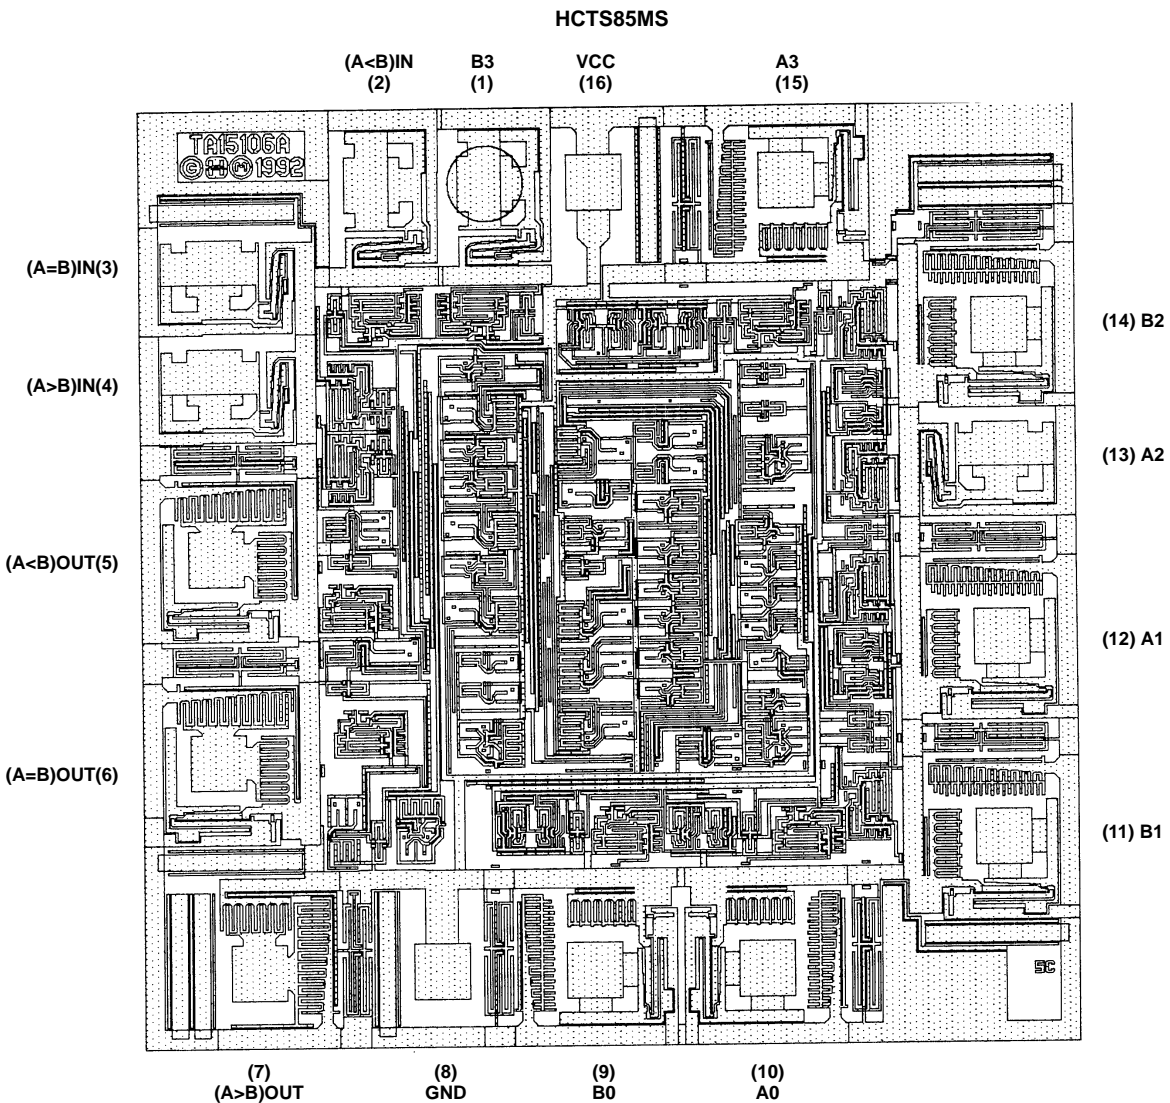 HCTS85MS
(A<B)IN
(2)
B3
(1)
VCC
(16)
A3
(15)
TA15106A
© H M 1992
(A=B)IN(3)
(A>B)IN(4)
(A<B)OUT(5)
(A=B)OUT(6)
(14) B2
(13) A2
(12) A1
(11) B1
SC
(7)
(A>B)OUT
(8)
GND
(9)
B0
(10)
A0